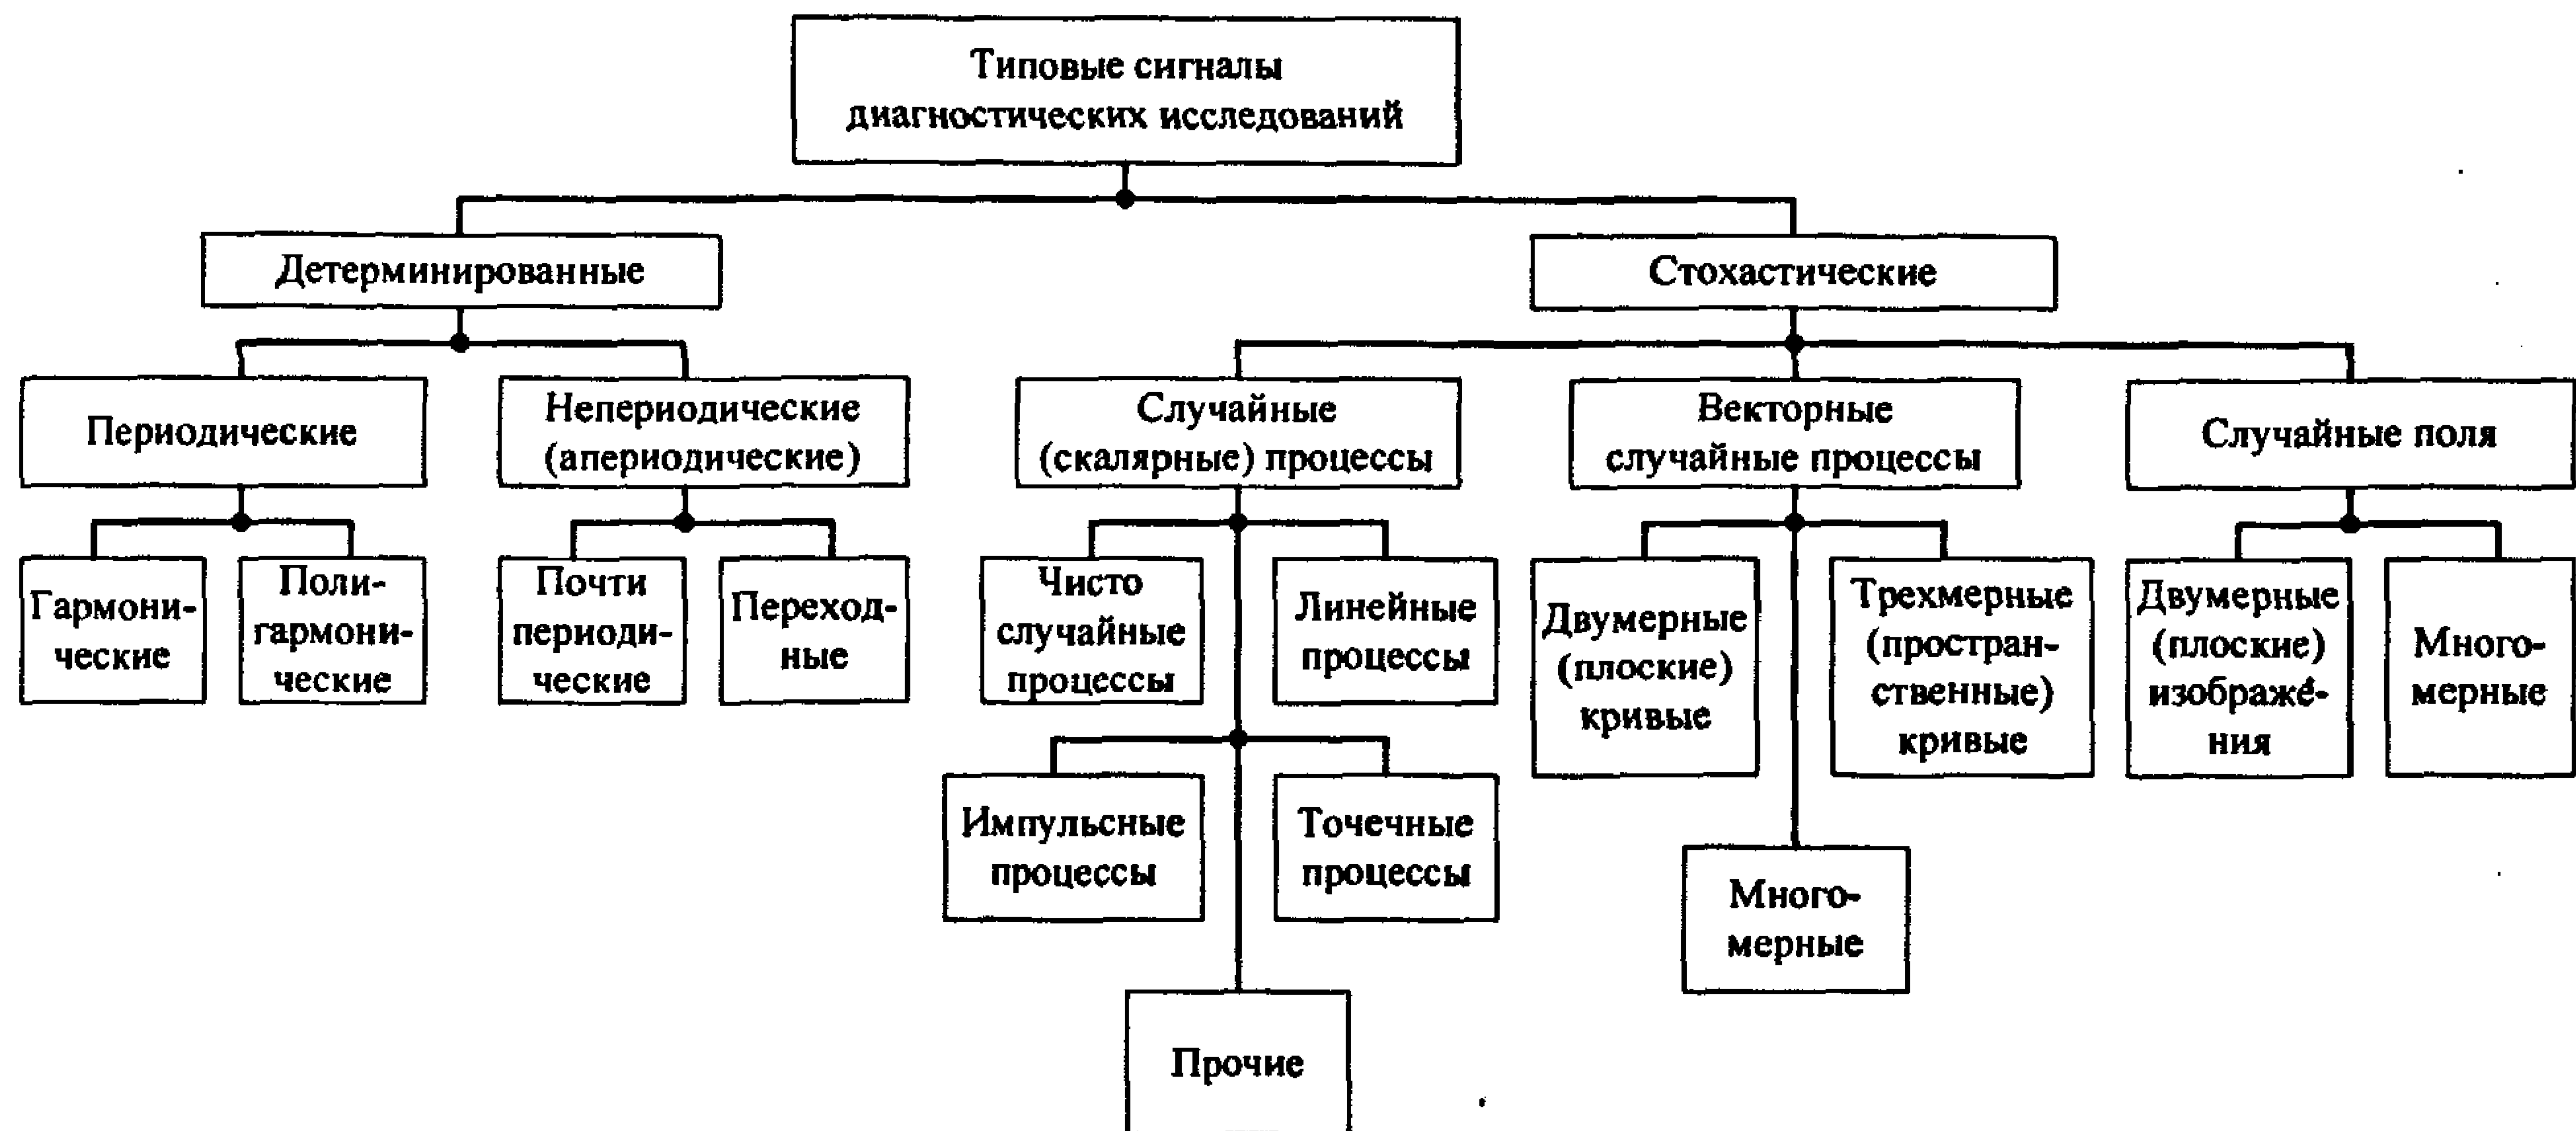 Типовые сигналы
диагностических исследований
Детерминированные
Стохастические
Периодические
Непериодические
(апериодические)
Случайные
(скалярные) процессы
Векторные
случайные процессы
Случайные поля
Гармони-
ческие
Поли-
гармони-
ческие
Почти
периоди-
ческие
Переход-
ные
Чисто
случайные
процессы
Линейные
процессы
Двумерные
(плоские)
кривые
Трехмерные
(простран-
ственные)
кривые
Двумерные
(плоские)
изображе-
ния
Много-
мерные
Импульсные
процессы
Точечные
процессы
Много-
мерные
Прочие